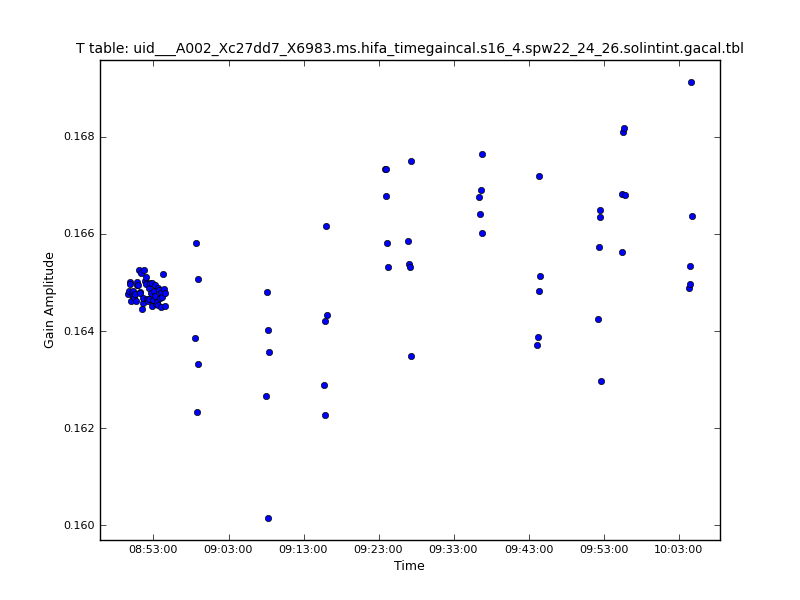 T table: uid___A002_Xc27dd7_X6983.ms.hifa_timegaincal.s16_4.spw22_24_26.solintint.gacal.tbl
0.168
0.166
0.164
0.162
0.160
Gain Amplitude
08:53:00 09:03:00 09:13:00 09:23:00 09:33:00 09:43:00 09:53:00 10:03:00
Time